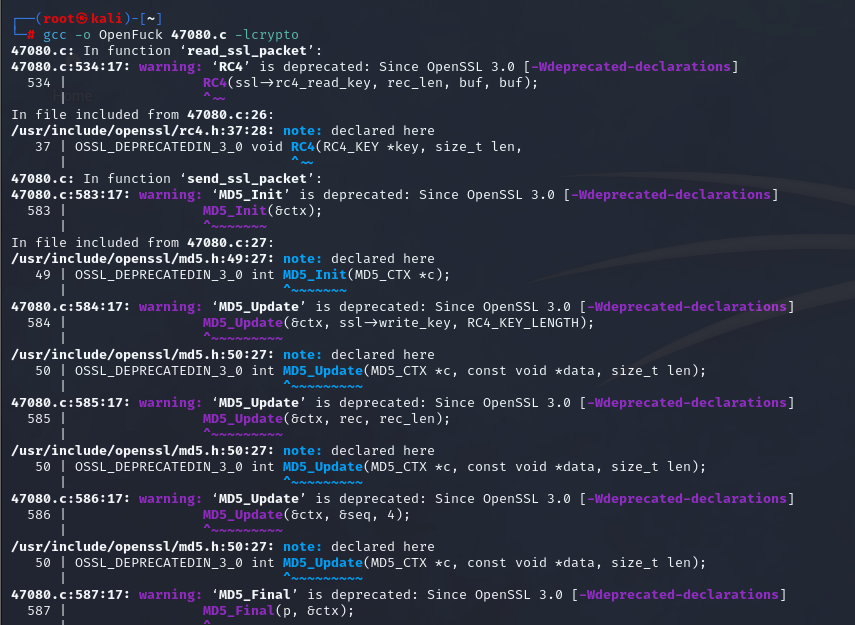 ┌──(root㉿kali)-[~]
└─# gcc -o OpenFuck 47080.c -lcrypto
47080.c: In function ‘read_ssl_packet’:
47080.c:534:17: warning: ‘RC4’ is deprecated: Since OpenSSL 3.0 [-Wdeprecated-declarations]
534 | RC4(ssl->rc4_read_key, rec_len, buf, buf);
| ^~~
In file included from 47080.c:26:
/usr/include/openssl/rc4.h:37:28: note: declared here
37 | OSSL_DEPRECATEDIN_3_0 void RC4(RC4_KEY *key, size_t len,
| ^~~
47080.c: In function ‘send_ssl_packet’:
47080.c:583:17: warning: ‘MD5_Init’ is deprecated: Since OpenSSL 3.0 [-Wdeprecated-declarations]
583 | MD5_Init(&ctx);
| ^~~~~~~~
In file included from 47080.c:27:
/usr/include/openssl/md5.h:49:27: note: declared here
49 | OSSL_DEPRECATEDIN_3_0 int MD5_Init(MD5_CTX *c);
| ^~~~~~~~
47080.c:584:17: warning: ‘MD5_Update’ is deprecated: Since OpenSSL 3.0 [-Wdeprecated-declarations]
584 | MD5_Update(&ctx, ssl->write_key, RC4_KEY_LENGTH);
| ^~~~~~~~~~
/usr/include/openssl/md5.h:50:27: note: declared here
50 | OSSL_DEPRECATEDIN_3_0 int MD5_Update(MD5_CTX *c, const void *data, size_t len);
| ^~~~~~~~~~
47080.c:585:17: warning: ‘MD5_Update’ is deprecated: Since OpenSSL 3.0 [-Wdeprecated-declarations]
585 | MD5_Update(&ctx, rec, rec_len);
| ^~~~~~~~~~
/usr/include/openssl/md5.h:50:27: note: declared here
50 | OSSL_DEPRECATEDIN_3_0 int MD5_Update(MD5_CTX *c, const void *data, size_t len);
| ^~~~~~~~~~
47080.c:586:17: warning: ‘MD5_Update’ is deprecated: Since OpenSSL 3.0 [-Wdeprecated-declarations]
586 | MD5_Update(&ctx, &seq, 4);
| ^~~~~~~~~~
/usr/include/openssl/md5.h:50:27: note: declared here
50 | OSSL_DEPRECATEDIN_3_0 int MD5_Update(MD5_CTX *c, const void *data, size_t len);
| ^~~~~~~~~~
47080.c:587:17: warning: ‘MD5_Final’ is deprecated: Since OpenSSL 3.0 [-Wdeprecated-declarations]
587 | MD5_Final(p, &ctx);
| ^